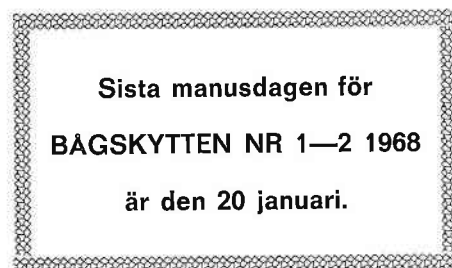 Sista manusdagen för
BÅGSKYTTEN NR 1—2 1968
är den 20 januari.